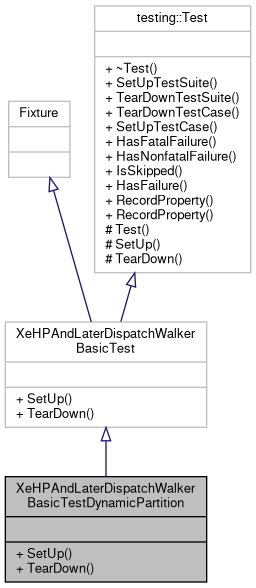 testing::Test
+ ~Test()
+ SetUpTestSuite()
+ TearDownTestSuite()
+ TearDownTestCase()
+ SetUpTestCase()
+ HasFatalFailure()
+ HasNonfatalFailure()
+ IsSkipped()
+ HasFailure()
+ RecordProperty()
+ RecordProperty()
# Test()
# SetUp()
# TearDown()
Fixture
XeHPAndLaterDispatchWalker
BasicTest
+ SetUp()
+ TearDown()
XeHPAndLaterDispatchWalker
BasicTestDynamicPartition
+ SetUp()
+ TearDown()